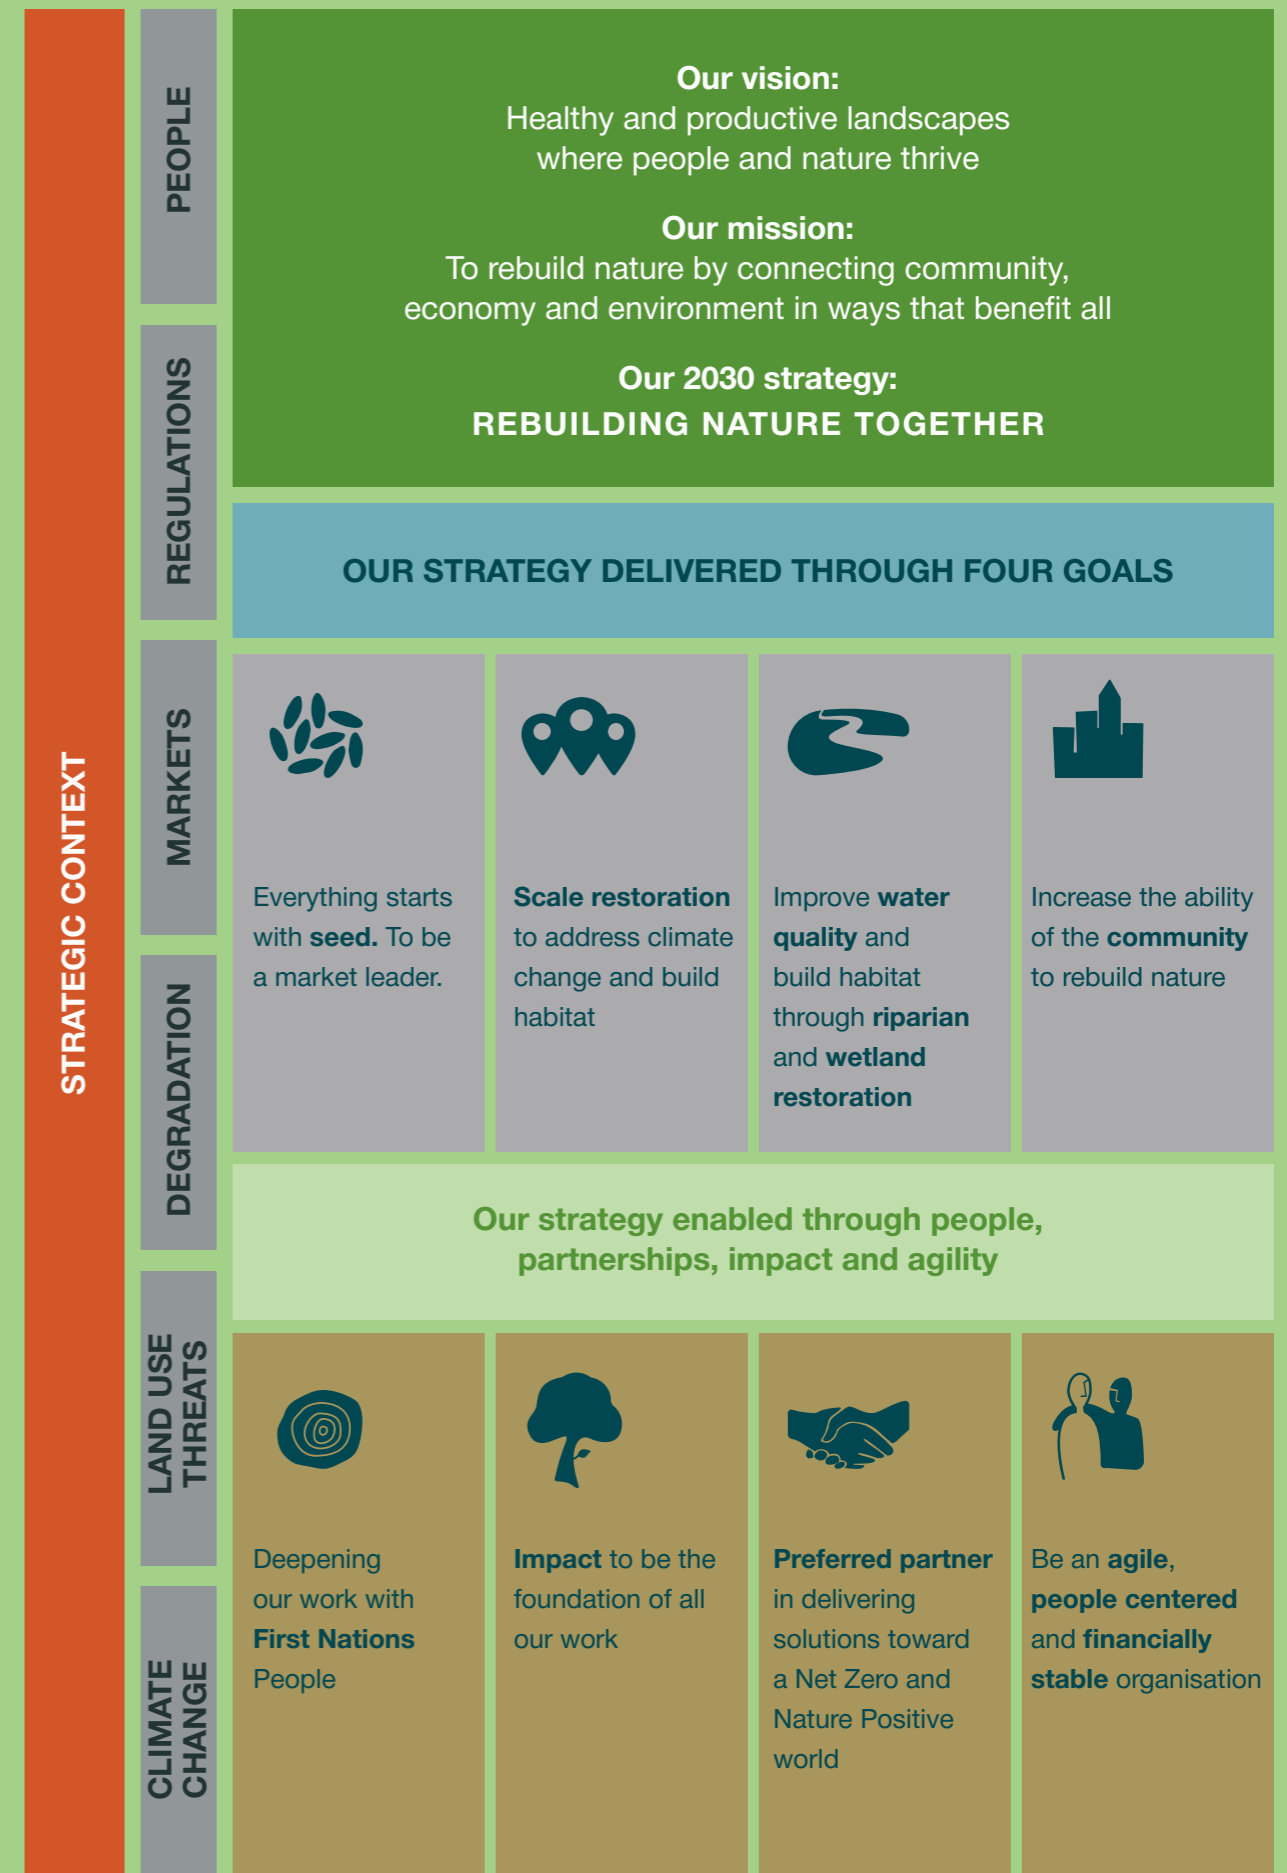 STRATEGIC CONTEXT
PEOPLE
REGULATIONS
MARKETS
DEGRADATION
LAND USE
THREATS
CLIMATE
CHANGE
Our vision:
Healthy and productive landscapes
where people and nature thrive
Our mission:
To rebuild nature by connecting community,
economy and environment in ways that benefit all
Our 2030 strategy:
REBUILDING NATURE TOGETHER
OUR STRATEGY DELIVERED THROUGH FOUR GOALS
Everything starts
with seed. To be
a market leader.
Scale restoration
to address climate
change and build
habitat
Improve water
quality and
build habitat
through riparian
and wetland
restoration
Increase the ability
of the community
to rebuild nature
Our strategy enabled through people,
partnerships, impact and agility
Deepening
our work with
First Nations
People
Impact to be the
foundation of all
our work
Preferred partner
in delivering
solutions toward
a Net Zero and
Nature Positive
world
Be an agile,
people centered
and financially
stable organisation